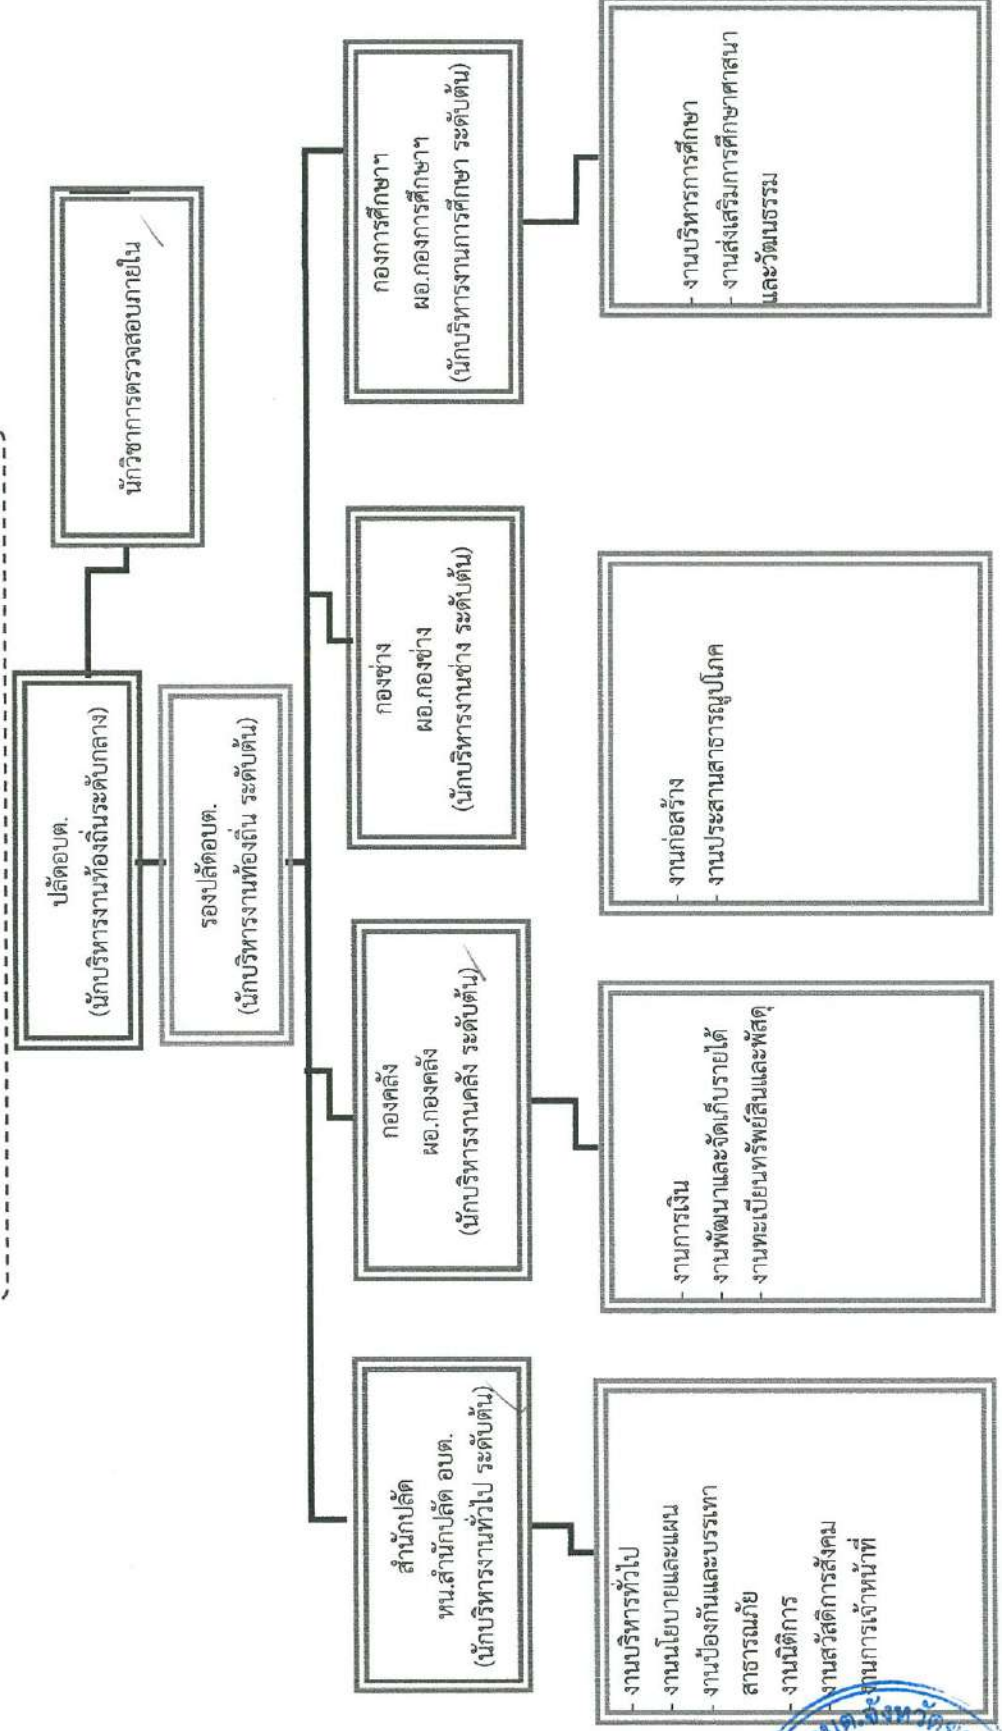 ปลัดอบต.
(นักบริหารงานท้องถิ่นระดับกลาง)
นักวิชาการตรวจสอบภายใน
รองปลัดอบต.
(นักบริหารงานท้องถิ่น ระดับต้น)
สำนักปลัด
หน.สำนักปลัด อบต.
(นักบริหารงานทั่วไป ระดับต้น)
กองคลัง
ผอ.กองคลัง
(นักบริหารงานคลัง ระดับต้น)
กองช่าง
ผอ.กองช่าง
(นักบริหารงานช่าง ระดับต้น)
กองการศึกษาฯ
ผอ.กองการศึกษาฯ
(นักบริหารงานการศึกษา ระดับต้น)
- งานบริหารทั่วไป
- งานนโยบายและแผน
- งานป้องกันและบรรเทา
สาธารณภัย
- งานนิติการ
- งานสวัสดิการสังคม
- งานการเจ้าหน้าที่
- งานการเงิน
- งานพัฒนาและจัดเก็บรายได้
- งานทะเบียนทรัพย์สินและพัสดุ
- งานก่อสร้าง
- งานประสานสาธารณูปโภค
- งานบริหารการศึกษา
- งานส่งเสริมการศึกษาศาสนา
และวัฒนธรรม